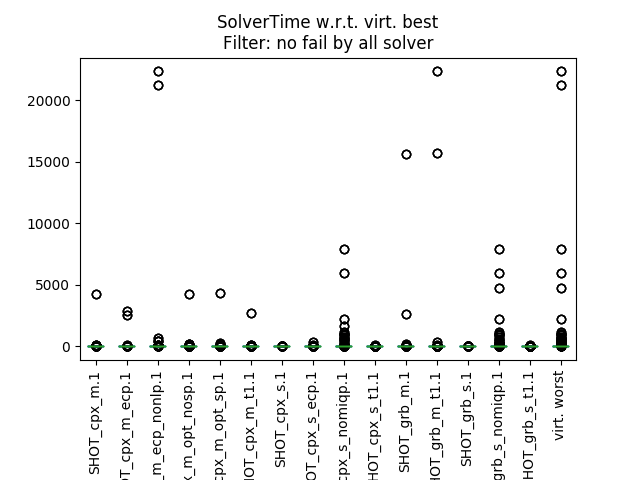 SolverTime w.r.t. virt. best
Filter: no fail by all solver
20000
15000
10000
5000
0
SHOT_cpx_m.1
OT_cpx_m_ecp.1
_m_ecp_nonlp.1
x_m_opt_nosp.1
cpx_m_opt_sp.1
HOT_cpx_m_t1.1
SHOT_cpx_s.1
OT_cpx_s_ecp.1
cpx_s_nomiqp.1
HOT_cpx_s_t1.1
SHOT_grb_m.1
HOT_grb_m_t1.1
SHOT_grb_s.1
grb_s_nomiqp.1
HOT_grb_s_t1.1
virt. worst